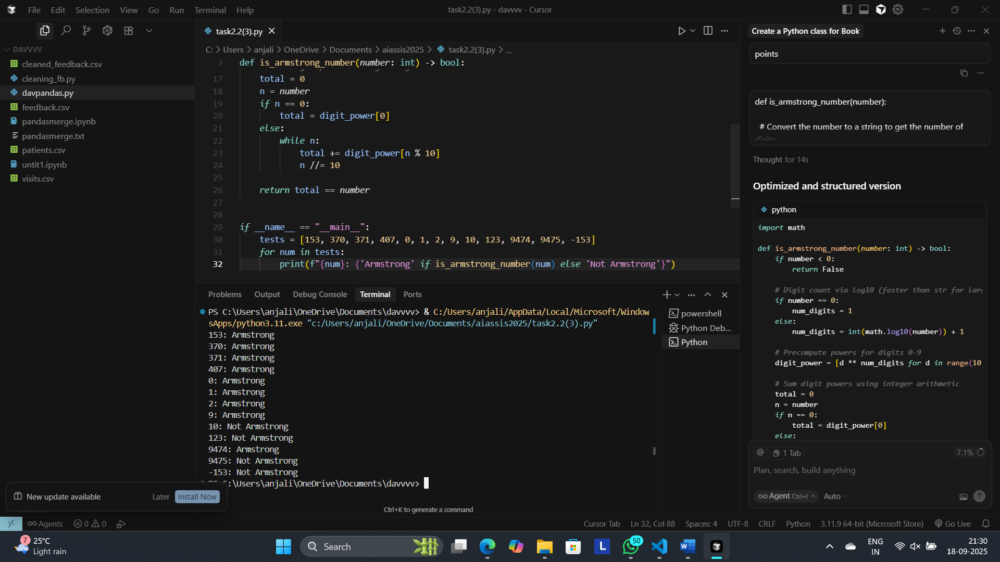 File Edit Selection View Go Run Terminal Help
task2.2(3).py - davvvv - Cursor
DAVVVV
cleaned_feedback.csv
cleaning_fb.py
davpandas.py
feedback.csv
pandasmerge.ipynb
pandasmerge.txt
patients.csv
untit1.ipynb
visits.csv
New update available Later Install Now
task2.2(3).py
C: > Users > anjali > OneDrive > Documents > aiassis2025 > task2.2(3).py > ...
3 def is_armstrong_number(number: int) -> bool:
17 total = 0
18 n = number
19 if n == 0:
20 total = digit_power[0]
21 else:
22 while n:
23 total += digit_power[n % 10]
24 n //= 10
25
26 return total == number
27
28
29 if __name__ == "__main__":
30 tests = [153, 370, 371, 407, 0, 1, 2, 9, 10, 123, 9474, 9475, -153]
31 for num in tests:
32 print(f"{num}: {'Armstrong' if is_armstrong_number(num) else 'Not Armstrong'}")
Problems Output Debug Console Terminal Ports
PS C:\Users\anjali\OneDrive\Documents\davvvv> & C:/Users/anjali/AppData/Local/Microsoft/Window
sApps/python3.11.exe "c:/Users/anjali/OneDrive/Documents/aiassis2025/task2.2(3).py"
153: Armstrong
370: Armstrong
371: Armstrong
407: Armstrong
0: Armstrong
1: Armstrong
2: Armstrong
9: Armstrong
10: Not Armstrong
123: Not Armstrong
9474: Armstrong
9475: Not Armstrong
-153: Not Armstrong
:\Users\anjali\OneDrive\Documents\davvvv>
Ctrl+K to generate a command
powershell
Python Deb...
Python
Create a Python class for Book
points
def is_armstrong_number(number):
# Convert the number to a string to get the number of
digits
Thought for 14s
Optimized and structured version
python
import math
def is_armstrong_number(number: int) -> bool:
if number < 0:
return False
# Digit count via log10 (faster than str for lar
if number == 0:
num_digits = 1
else:
num_digits = int(math.log10(number)) + 1
# Precompute powers for digits 0-9
digit_power = [d ** num_digits for d in range(10
# Sum digit powers using integer arithmetic
total = 0
n = number
if n == 0:
total = digit_power[0]
else:
@ 1 Tab 7.1%
Plan, search, build anything
Agent Ctrl+I Auto
Agents 0 0
Cursor Tab Ln 32, Col 88 Spaces: 4 UTF-8 CRLF Python 3.11.9 64-bit (Microsoft Store) Go Live
7
25°C
Light rain
Search
L
50
W
ENG
IN
21:30
18-09-2025